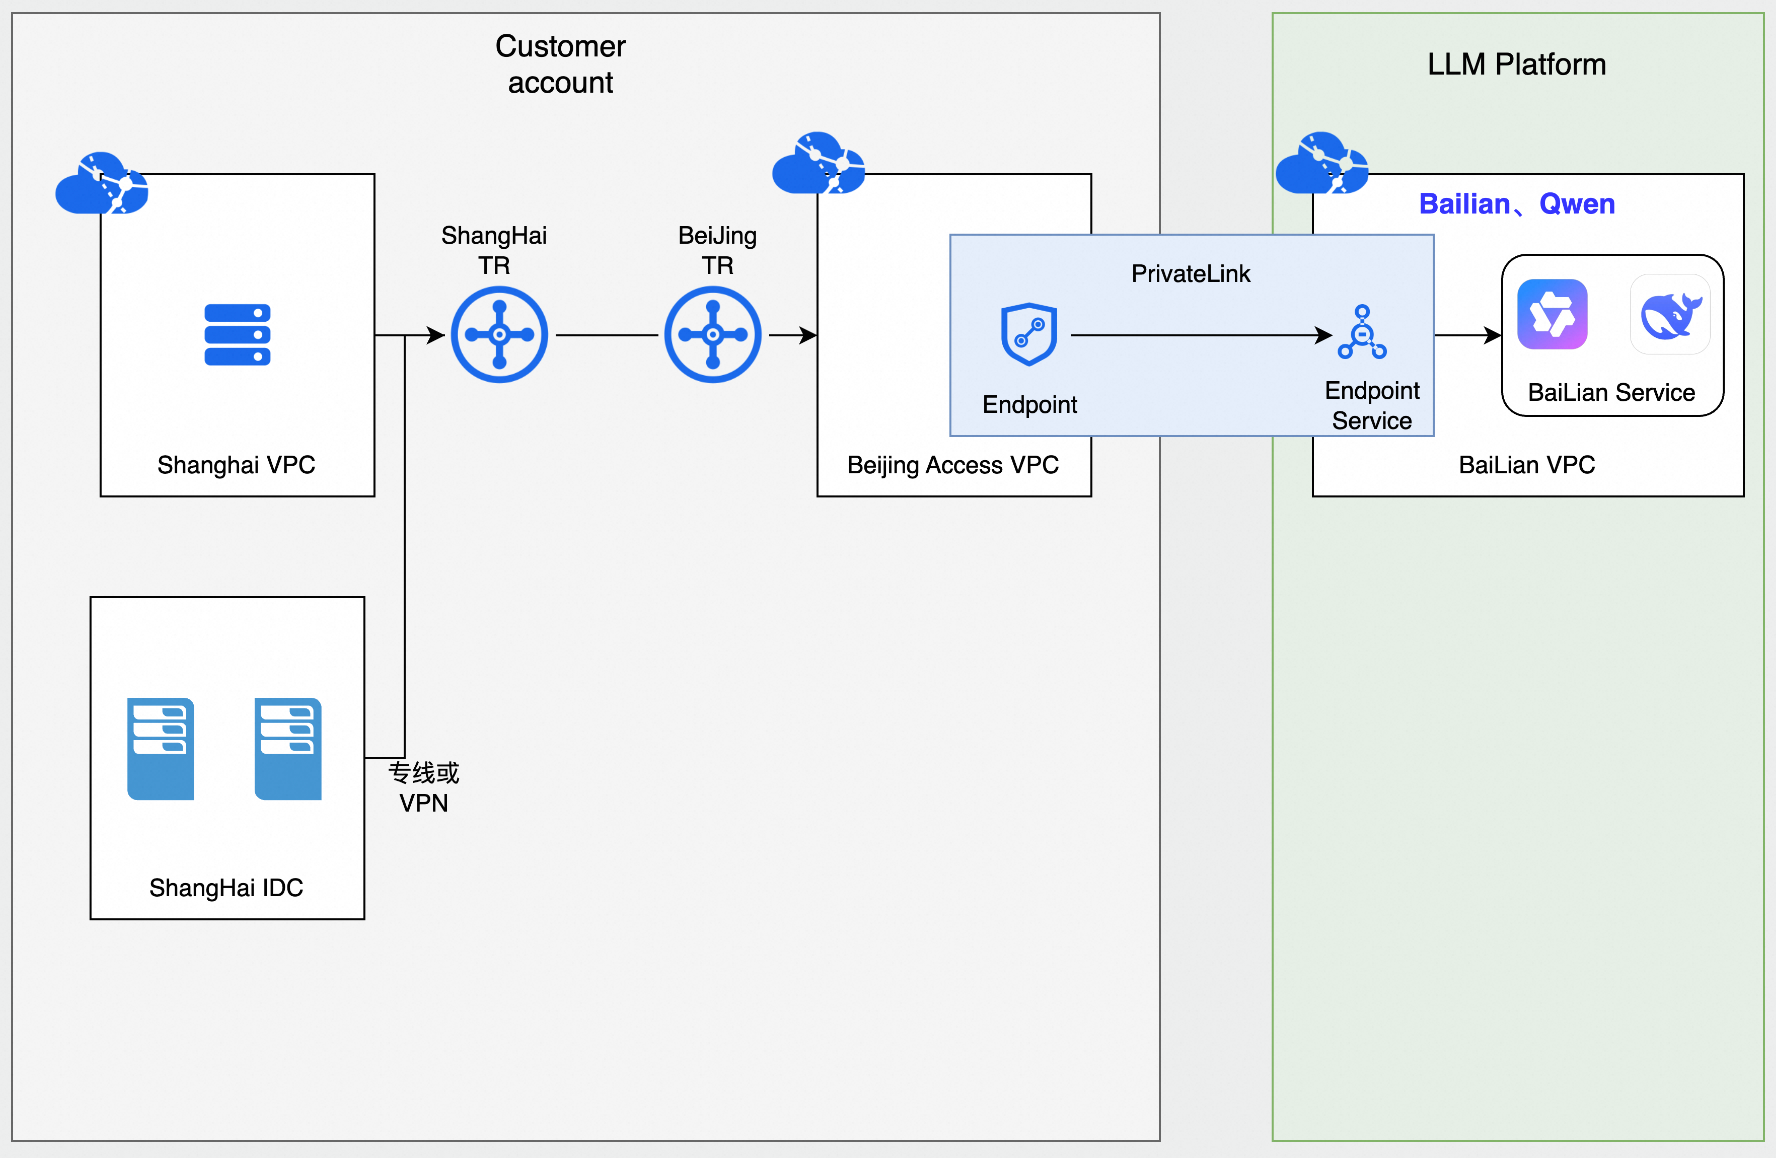 Customer
account
LLM Platform
Bailian、Qwen
ShangHai
TR
BeiJing
TR
PrivateLink
Endpoint
Endpoint
Service
BaiLian Service
Shanghai VPC
Beijing Access VPC
BaiLian VPC
专线或
VPN
ShangHai IDC